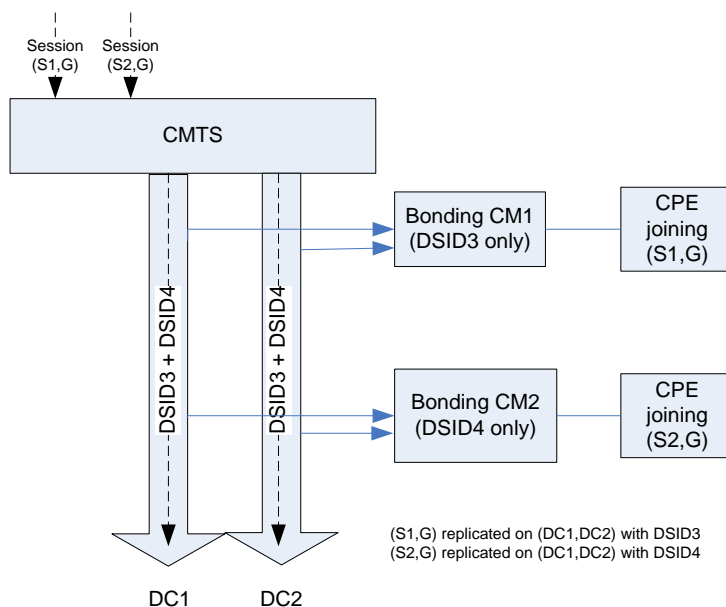 Session
(S1,G)
Session
(S2,G)
CMTS
Bonding CM1
(DSID3 only)
CPE
joining
(S1,G)
DSID3 + DSID4
DSID3 + DSID4
Bonding CM2
(DSID4 only)
CPE
joining
(S2,G)
(S1,G) replicated on (DC1,DC2) with DSID3
(S2,G) replicated on (DC1,DC2) with DSID4
DC1
DC2